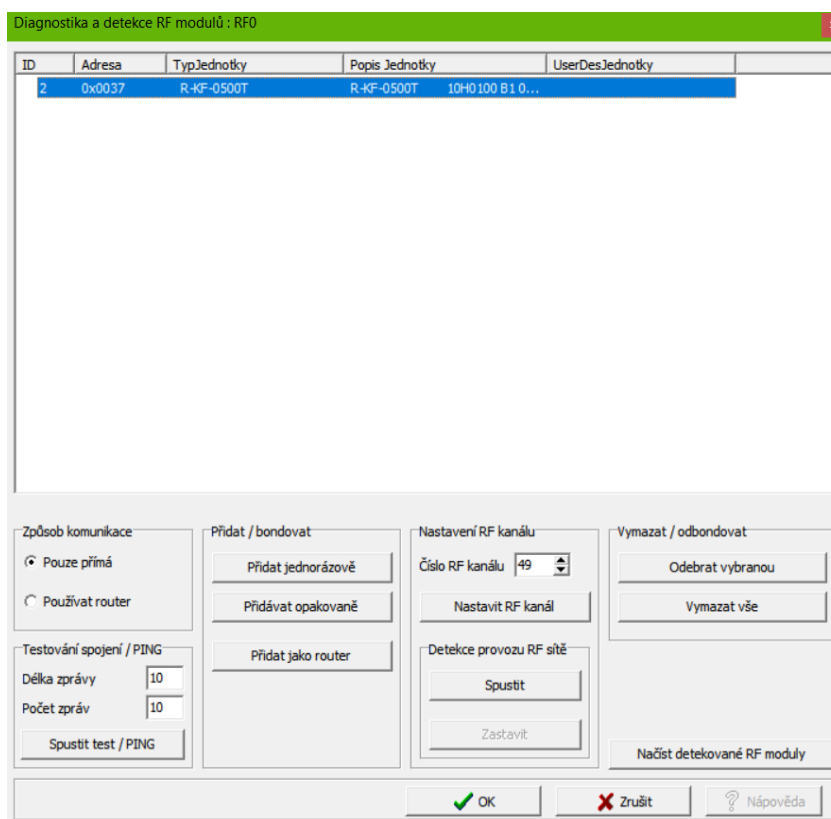 Diagnostika a detekce RF modulů : RF0
ID Adresa TypJednotky Popis Jednotky UserDesJednotky
2 0x0037 R-KF-0500T R-KF-0500T 10H0100 B1 0...
Způsob komunikace
Pouze přímá
Používat router
Testování spojení / PING
Délka zprávy 10
Počet zpráv 10
Spustit test / PING
Přidat / bondovat
Přidat jednorázově
Přidávat opakovaně
Přidat jako router
Nastavení RF kanálu
Číslo RF kanálu 49
Nastavit RF kanál
Detekce provozu RF sítě
Spustit
Zastavit
Vymazat / odbondovat
Odebrat vybranou
Vymazat vše
Načíst detekované RF moduly
OK
Zrušit
Nápověda